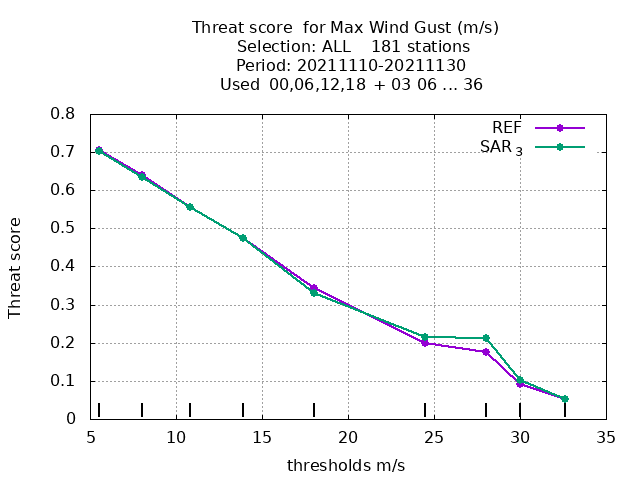 Threat score  for Max Wind Gust (m/s)
Selection: ALL    181 stations
Period: 20211110-20211130
Used  00,06,12,18  + 03 06 ... 36
REF
SAR 3
0.8
0.7
0.6
0.5
0.4
0.3
0.2
0.1
0
Threat score
5 10 15 20 25 30 35
thresholds m/s